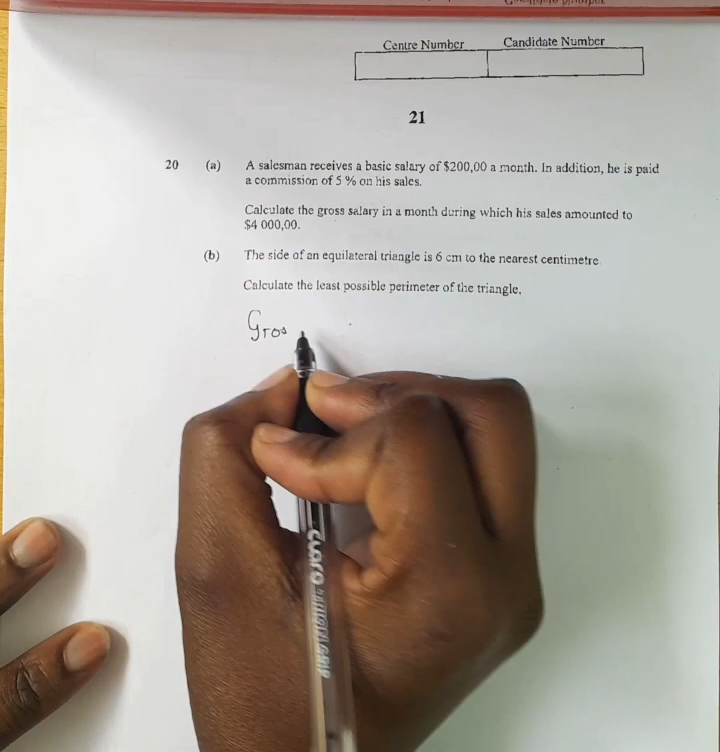 Centre Number Candidate Number
21
20 (a) A salesman receives a basic salary of $200,00 a month. In addition, he is paid
a commission of 5 % on his sales.
Calculate the gross salary in a month during which his sales amounted to
$4 000,00.
(b) The side of an equilateral triangle is 6 cm to the nearest centimetre.
Calculate the least possible perimeter of the triangle.
Gros